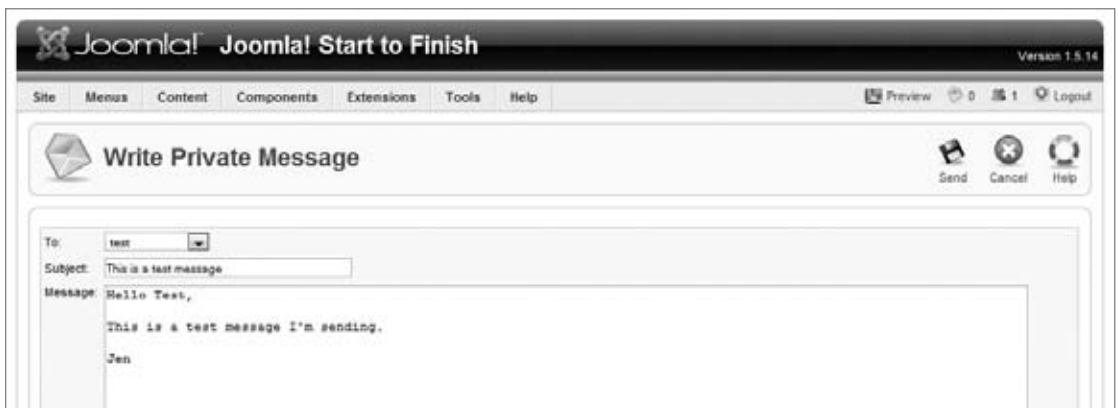 Joomla! Joomla! Start to Finish
Version 1.5.14
Site Menus Content Components Extensions Tools Help Preview 0 1 Logout
Write Private Message
Send Cancel Help
To: test
Subject: This is a test message
Message: Hello Test,
This is a test message I'm sending.
Jen